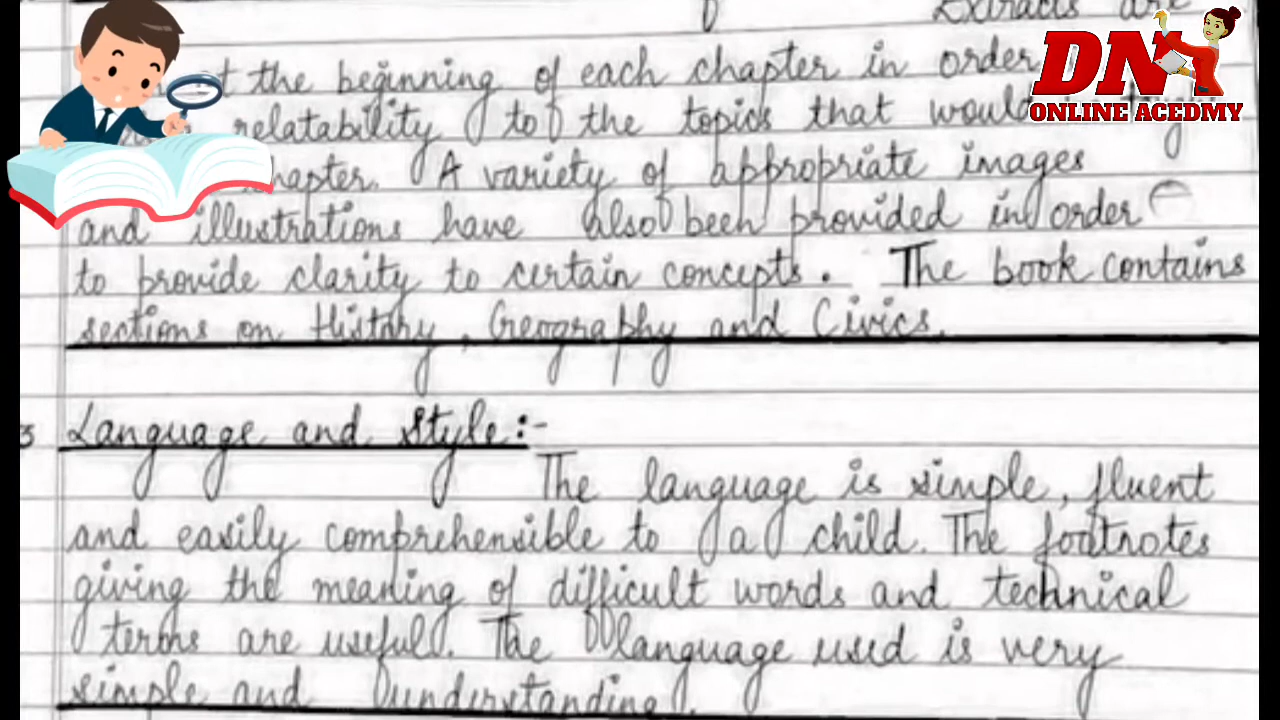 Extracts are
the beginning of each chapter in order
relatability to the topics that would
chapter. A variety of appropriate images
and illustrations have also been provided in order
to provide clarity to certain concepts. The book contains
sections on History, Geography and Civics.
Language and Style:-
The language is simple, fluent
and easily comprehensible to a child. The footnotes
giving the meaning of difficult words and technical
terms are useful. The language used is very
simple and understanding.
DN
ONLINE ACEDMY